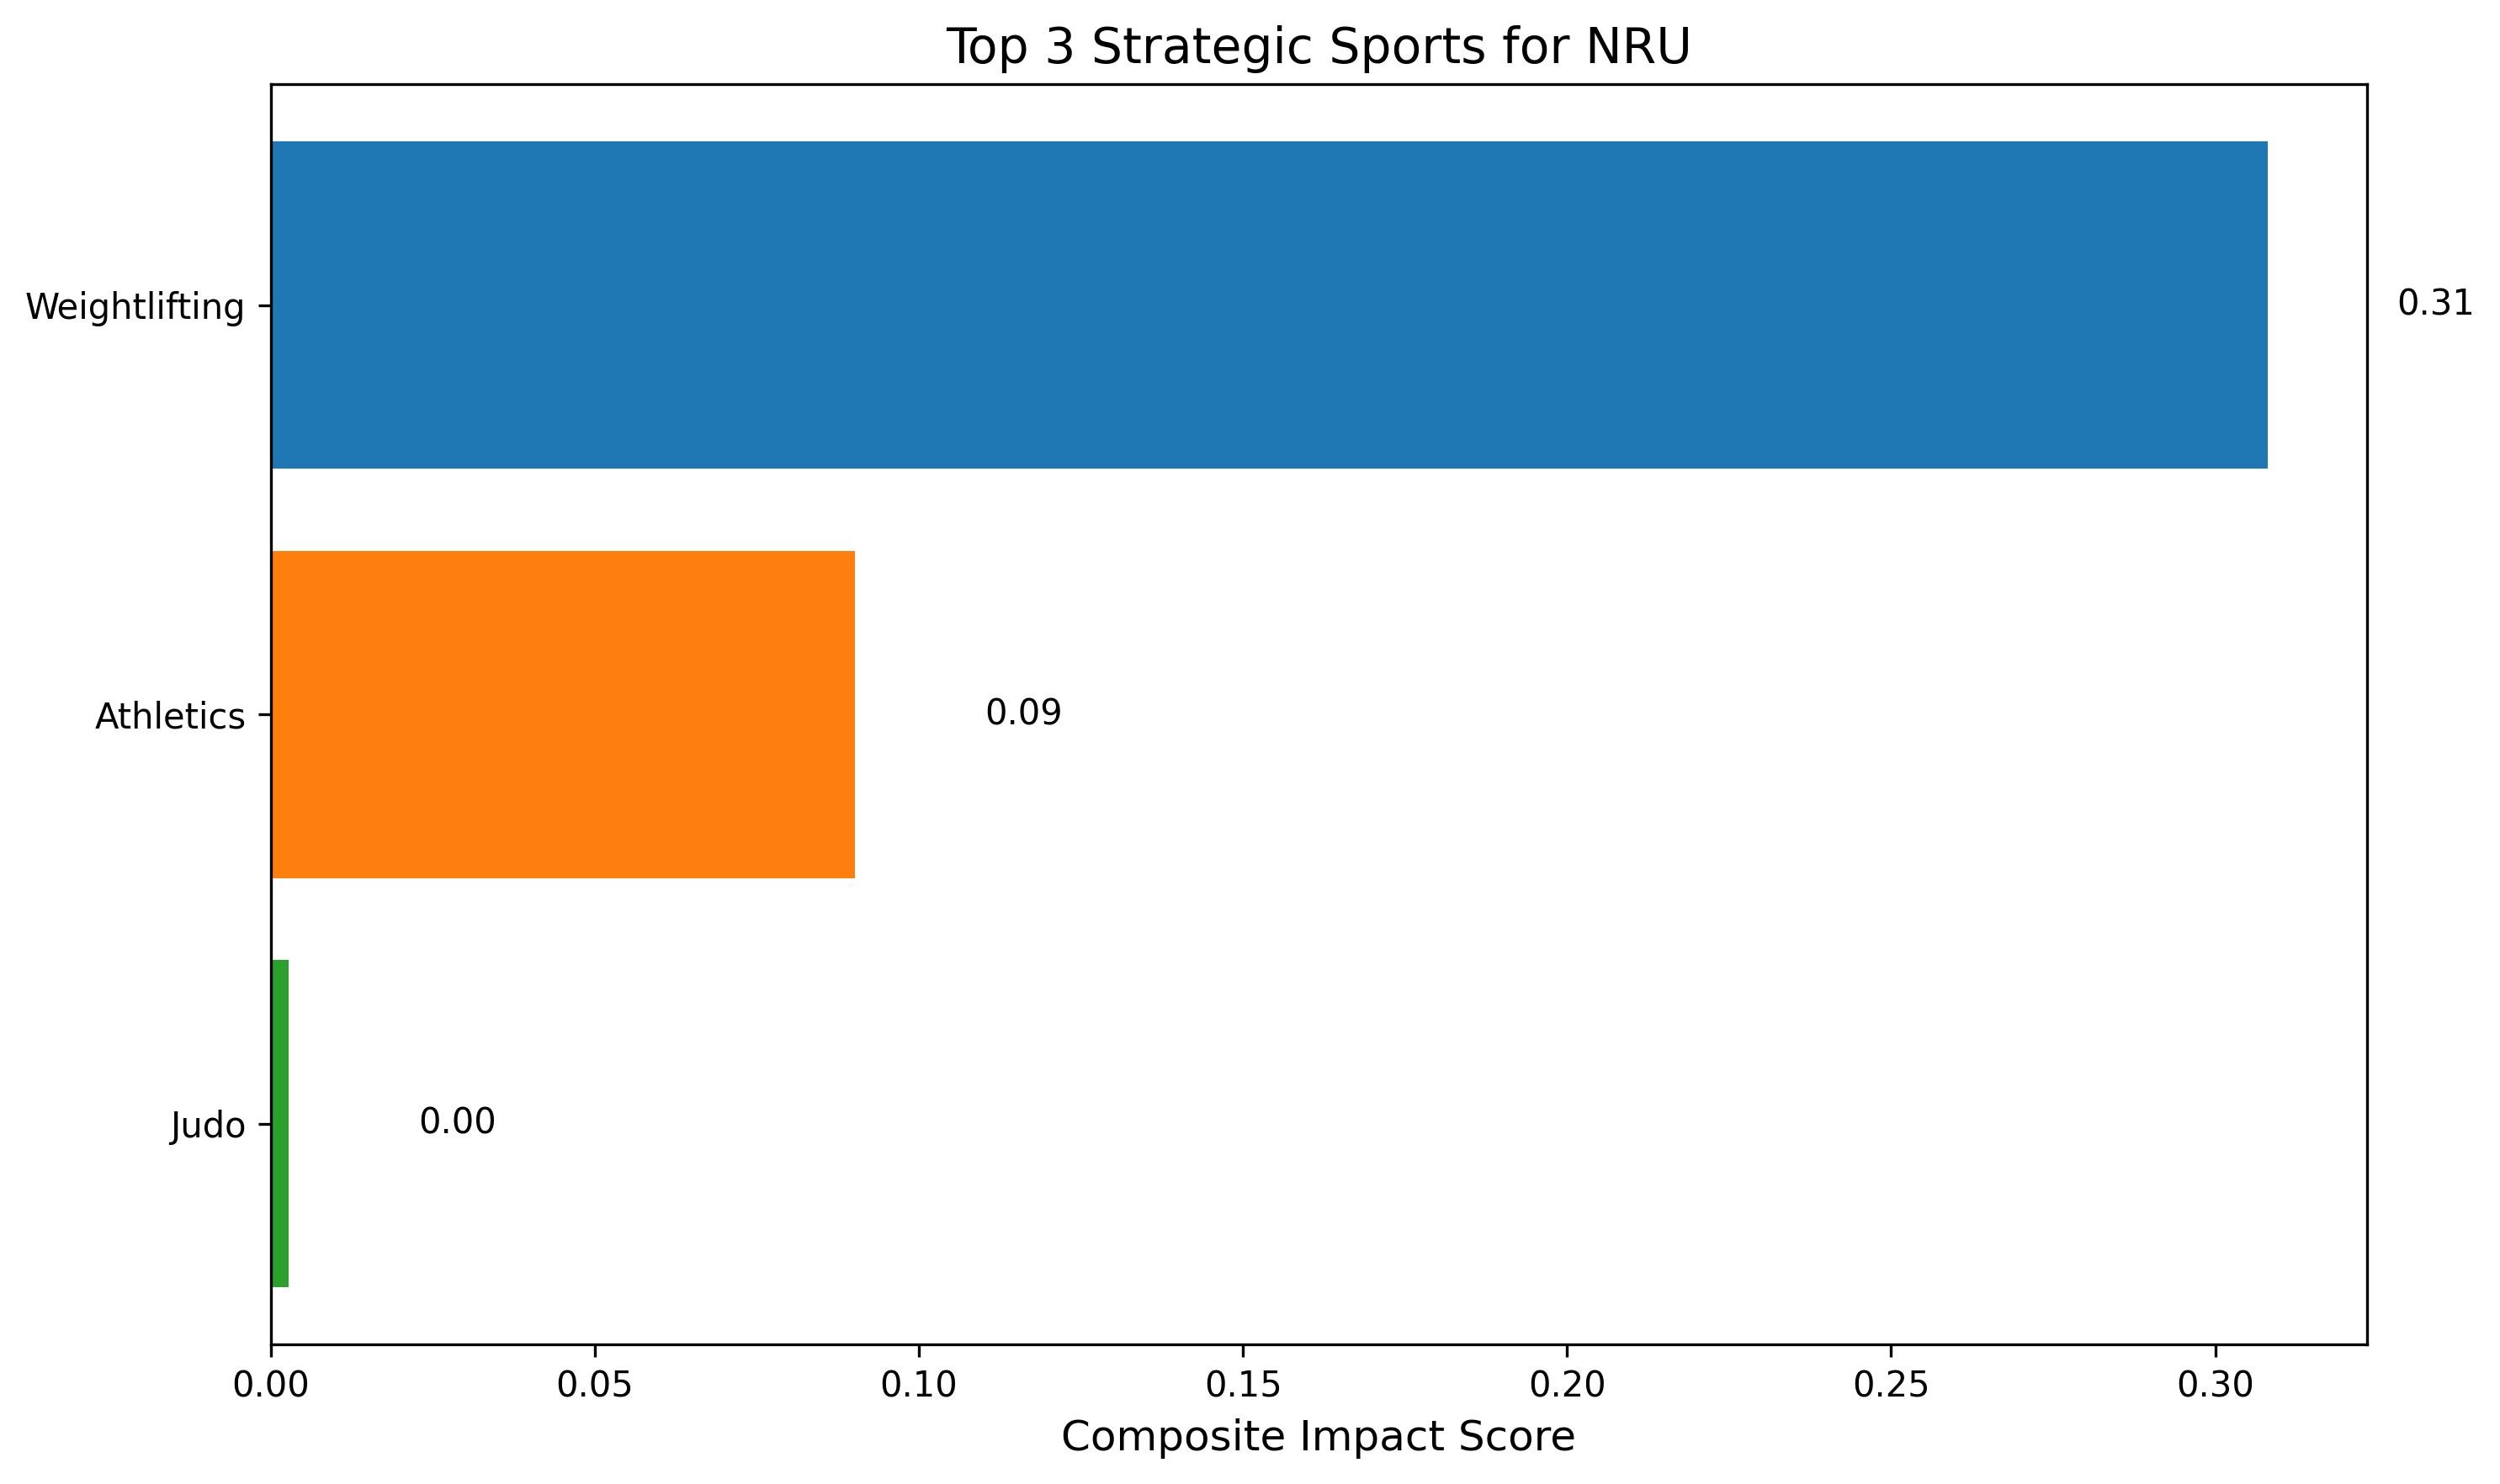 Top 3 Strategic Sports for NRU
Weightlifting
0.31
Athletics
0.09
Judo
0.00
0.00 0.05 0.10 0.15 0.20 0.25 0.30
Composite Impact Score